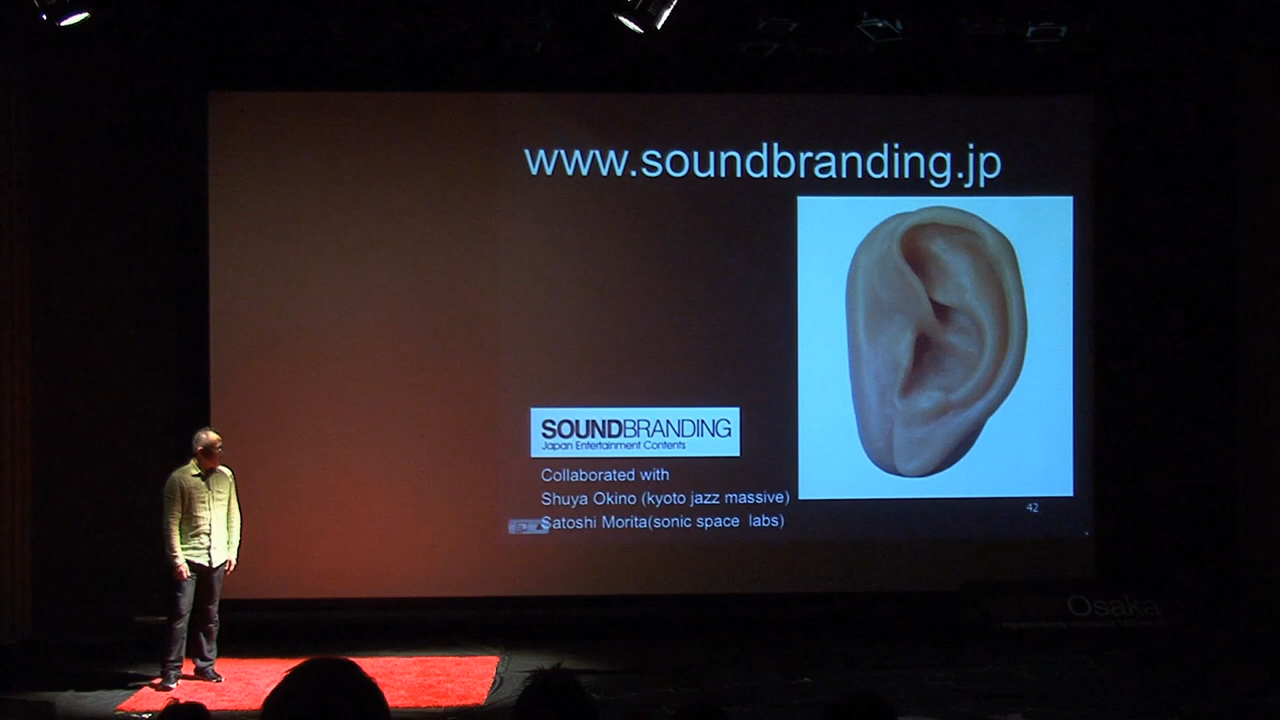 www.soundbranding.jp
SOUNDBRANDING
Japan Entertainment Contents
Collaborated with
Shuya Okino (kyoto jazz massive)
Satoshi Morita(sonic space labs)
42
Osaka